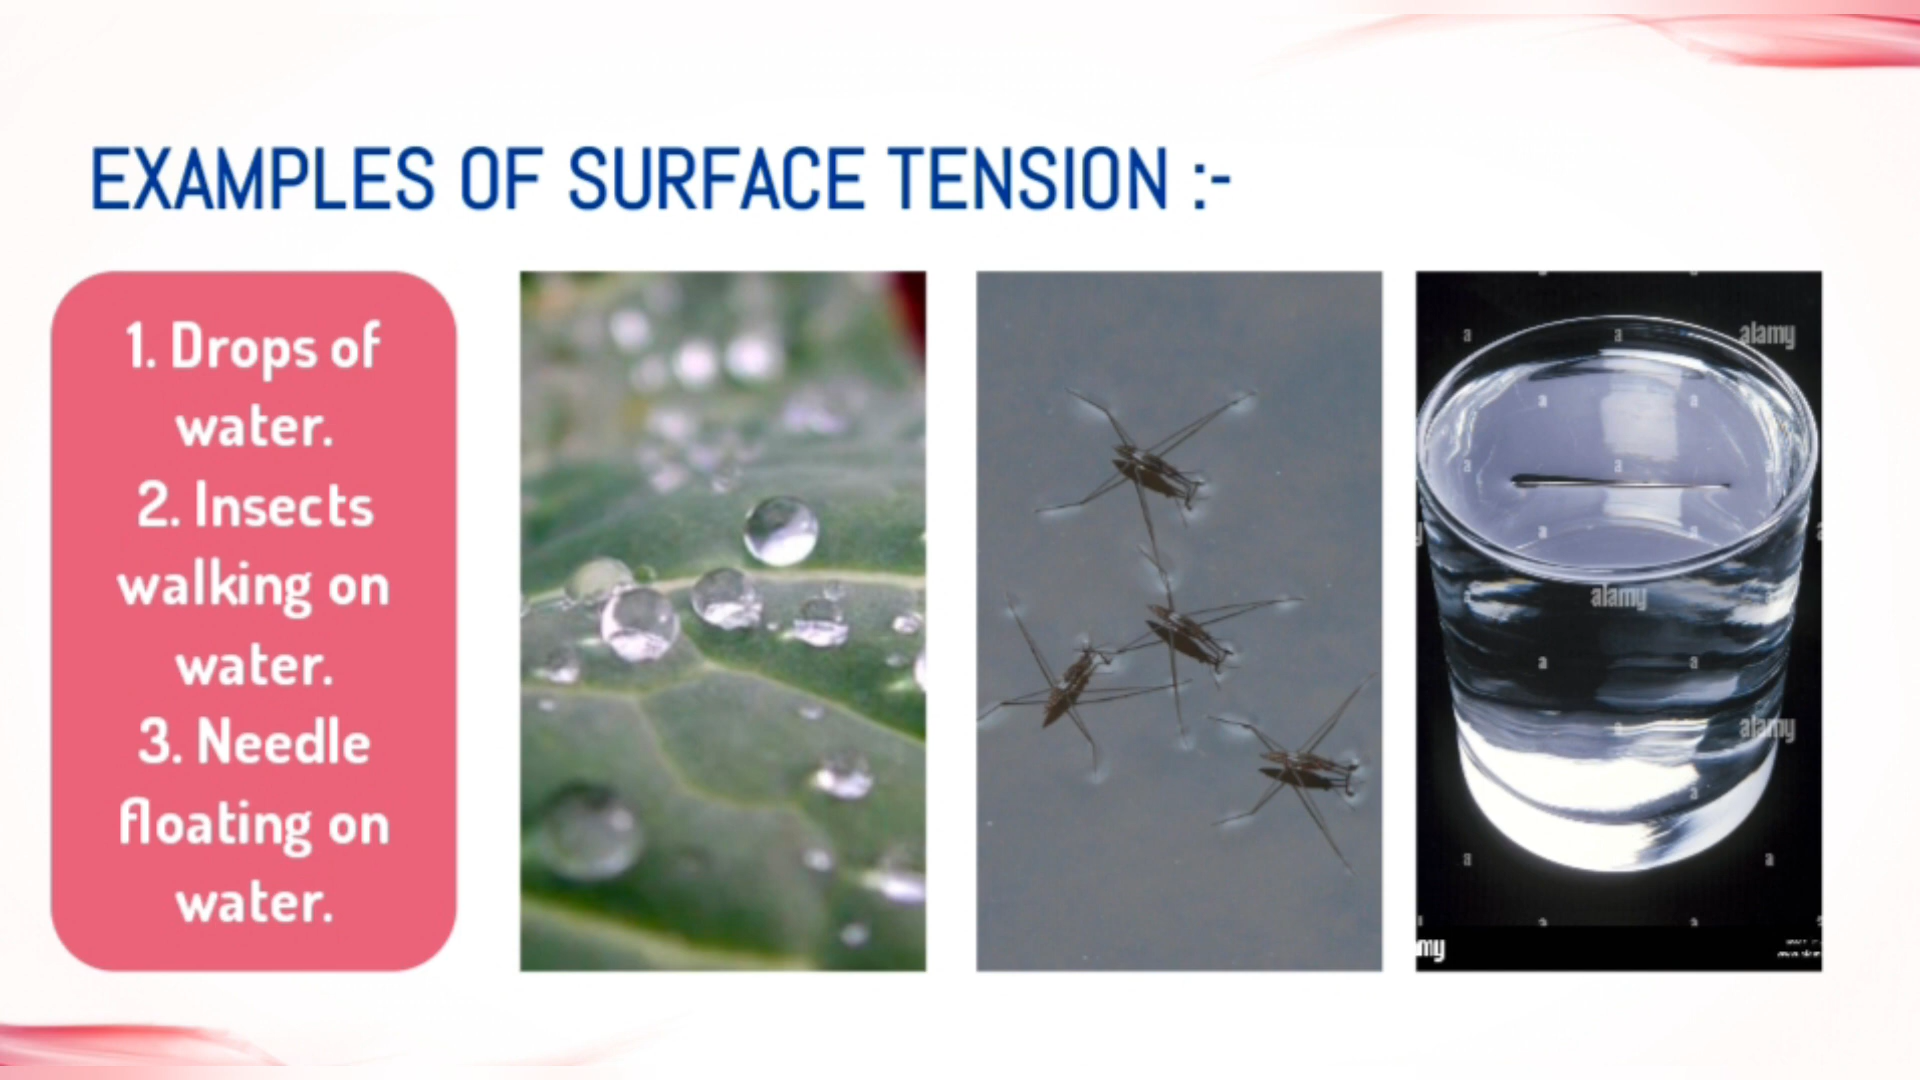 EXAMPLES OF SURFACE TENSION :-
1. Drops of
water.
2. Insects
walking on
water.
3. Needle
floating on
water.
alamy
alamy
alamy
my